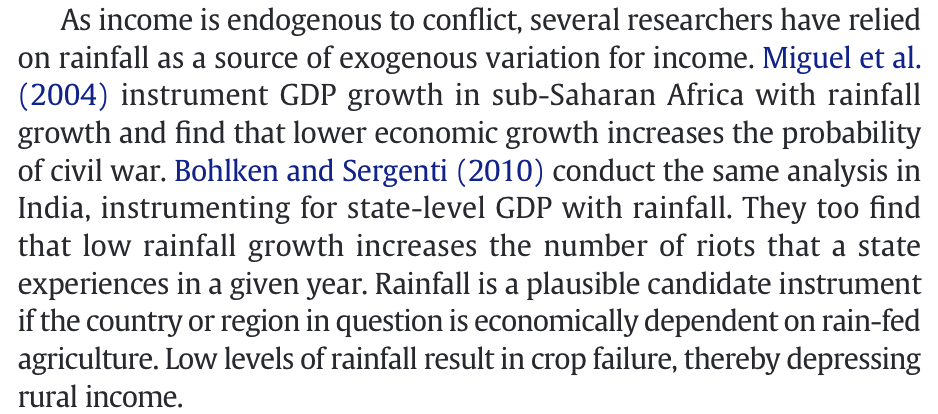 As income is endogenous to conflict, several researchers have relied
on rainfall as a source of exogenous variation for income. Miguel et al.
(2004) instrument GDP growth in sub-Saharan Africa with rainfall
growth and find that lower economic growth increases the probability
of civil war. Bohlken and Sergenti (2010) conduct the same analysis in
India, instrumenting for state-level GDP with rainfall. They too find
that low rainfall growth increases the number of riots that a state
experiences in a given year. Rainfall is a plausible candidate instrument
if the country or region in question is economically dependent on rain-fed
agriculture. Low levels of rainfall result in crop failure, thereby depressing
rural income.